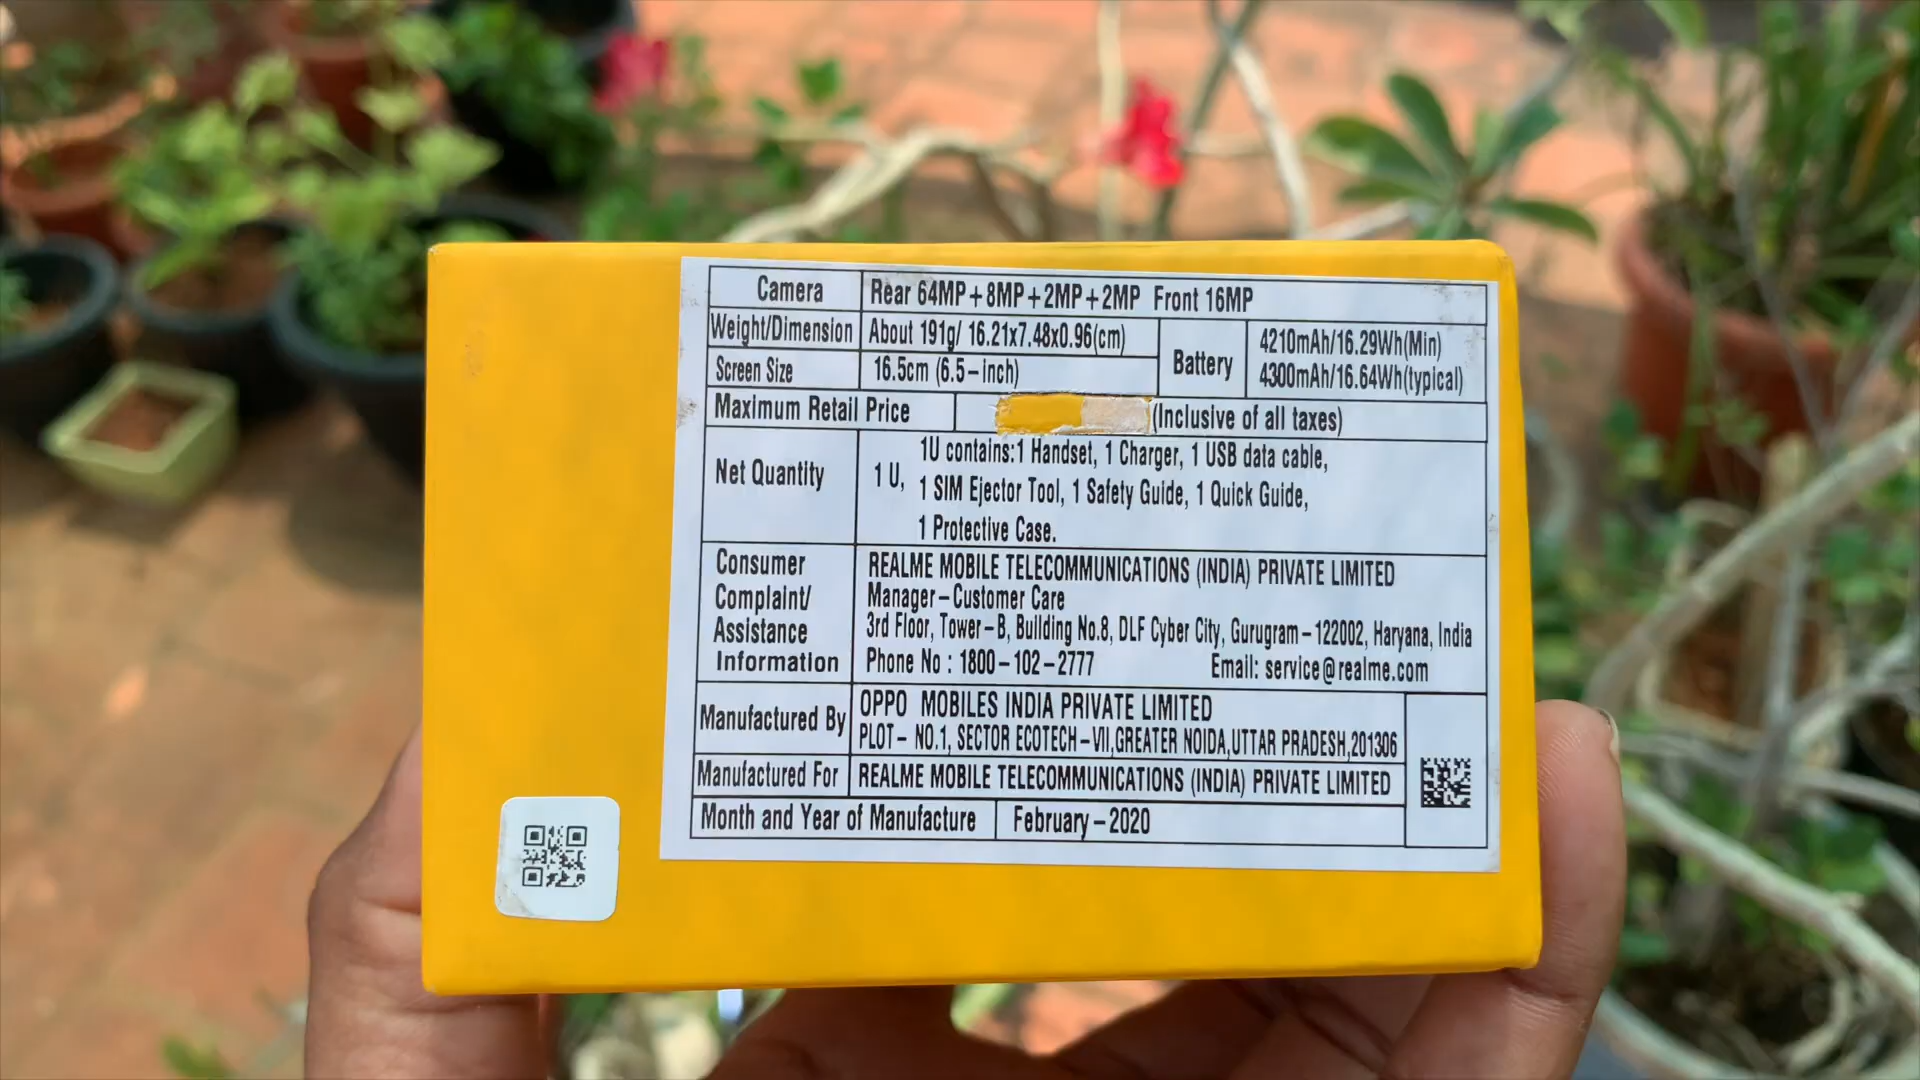 Camera Rear 64MP+8MP+2MP+2MP Front 16MP
Weight/Dimension About 191g/ 16.21x7.48x0.96(cm)
Screen Size 16.5cm (6.5-inch)
Battery 4210mAh/16.29Wh(Min)
4300mAh/16.64Wh(typical)
Maximum Retail Price (Inclusive of all taxes)
Net Quantity 1 U, 1U contains:1 Handset, 1 Charger, 1 USB data cable,
1 SIM Ejector Tool, 1 Safety Guide, 1 Quick Guide,
1 Protective Case.
Consumer
Complaint/
Assistance
Information
REALME MOBILE TELECOMMUNICATIONS (INDIA) PRIVATE LIMITED
Manager-Customer Care
3rd Floor, Tower-B, Building No.8, DLF Cyber City, Gurugram-122002, Haryana, India
Phone No : 1800-102-2777 Email: service@realme.com
Manufactured By OPPO MOBILES INDIA PRIVATE LIMITED
PLOT- NO.1, SECTOR ECOTECH-VII,GREATER NOIDA,UTTAR PRADESH,201306
Manufactured For REALME MOBILE TELECOMMUNICATIONS (INDIA) PRIVATE LIMITED
Month and Year of Manufacture February-2020